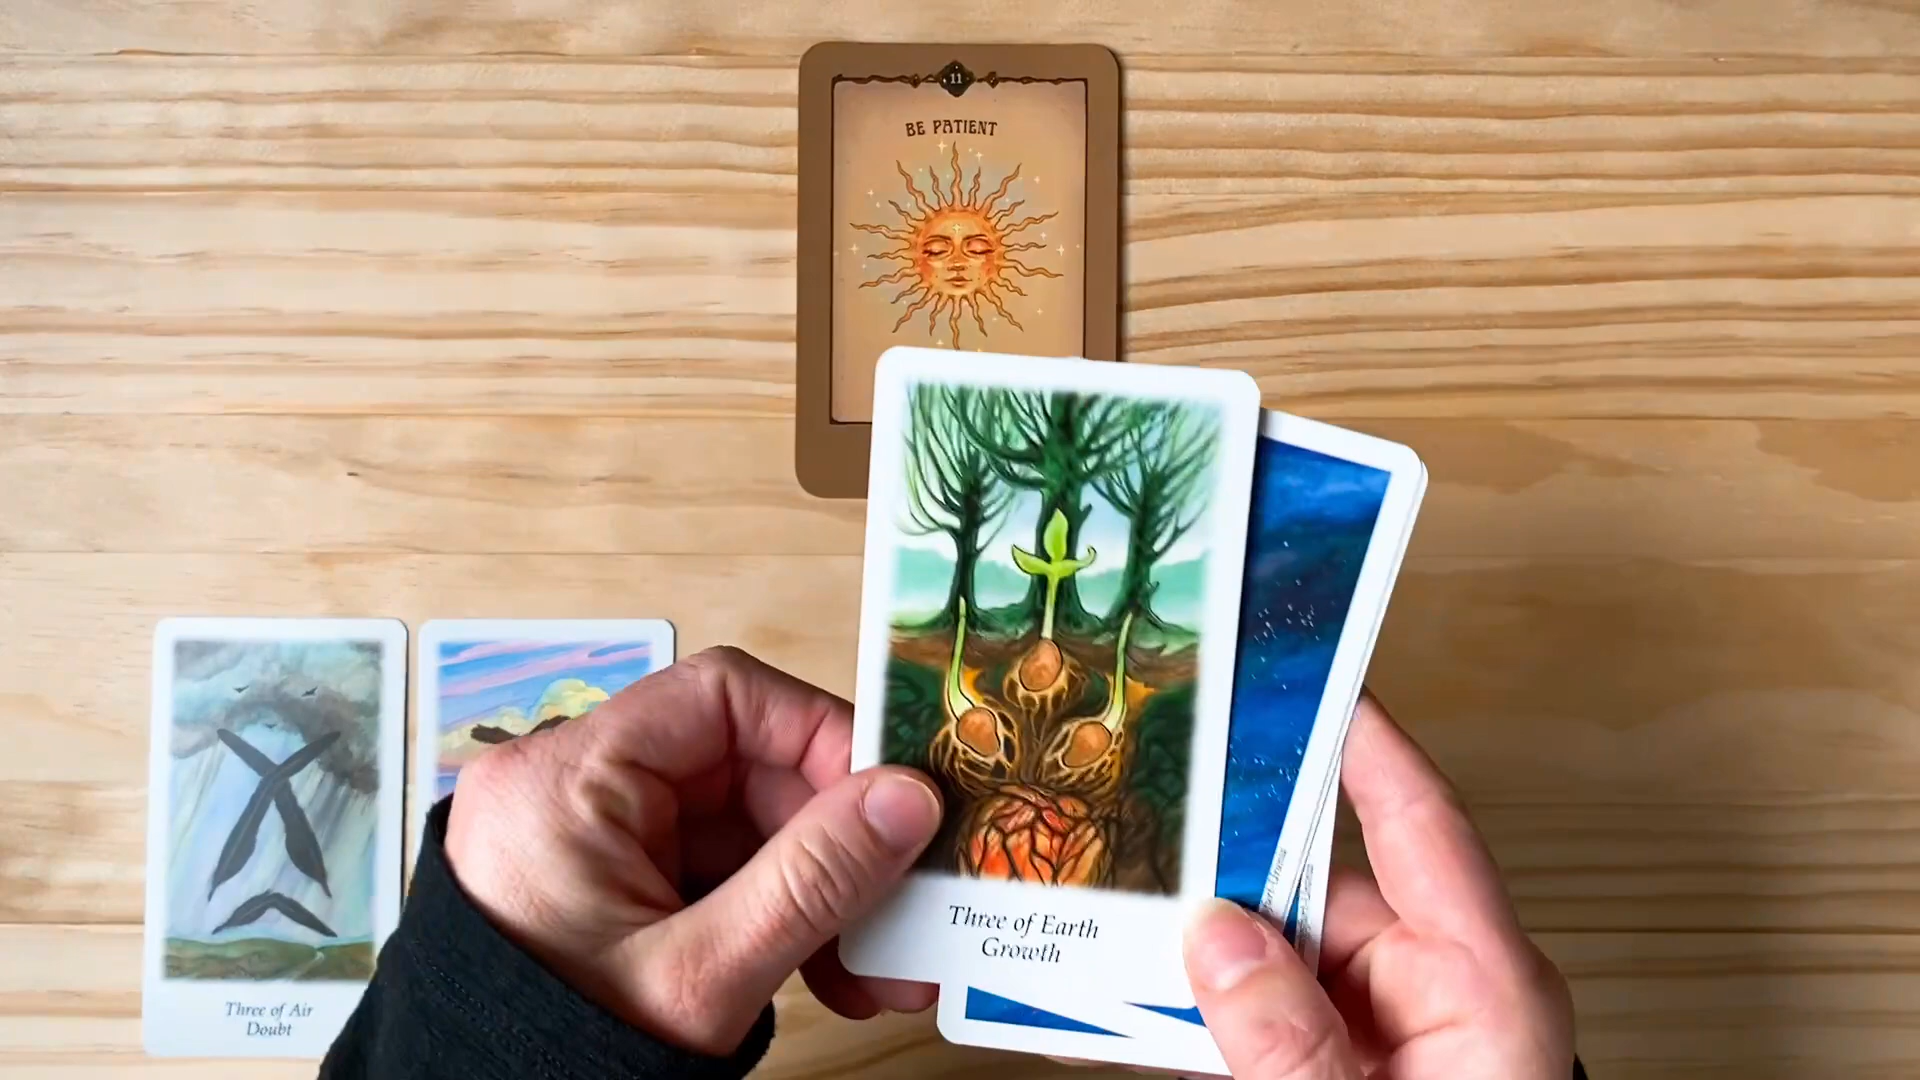 11
BE PATIENT
Three of Earth
Growth
Three of Air
Doubt